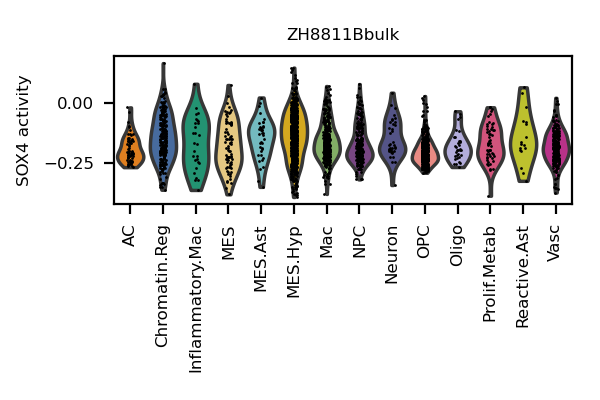 ZH8811Bbulk
SOX4 activity
0.00
−0.25
AC
Chromatin.Reg
Inflammatory.Mac
MES
MES.Ast
MES.Hyp
Mac
NPC
Neuron
OPC
Oligo
Prolif.Metab
Reactive.Ast
Vasc